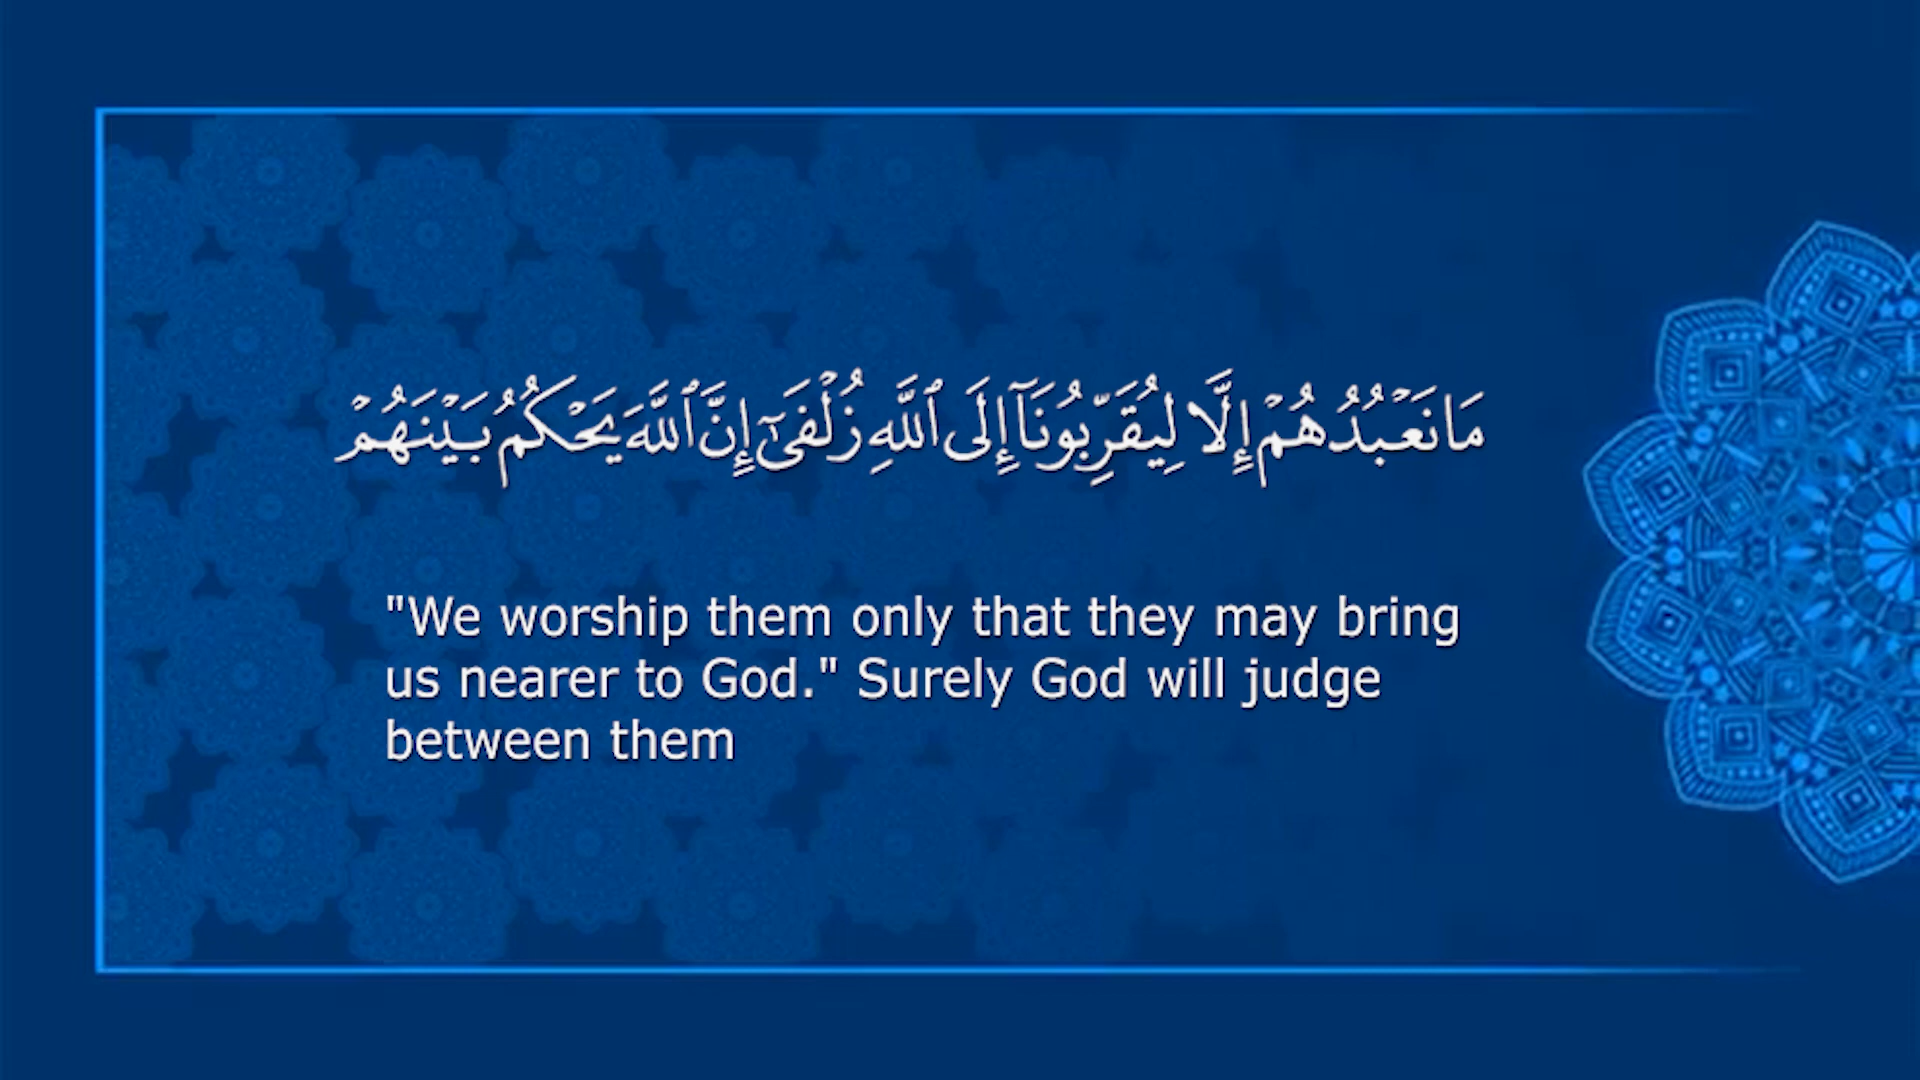 مَا نَعْبُدُهُمْ إِلَّا لِيُقَرِّبُونَآ إِلَى ٱللَّهِ زُلْفَىٰٓ إِنَّ ٱللَّهَ يَحْكُمُ بَيْنَهُمْ
"We worship them only that they may bring
us nearer to God." Surely God will judge
between them